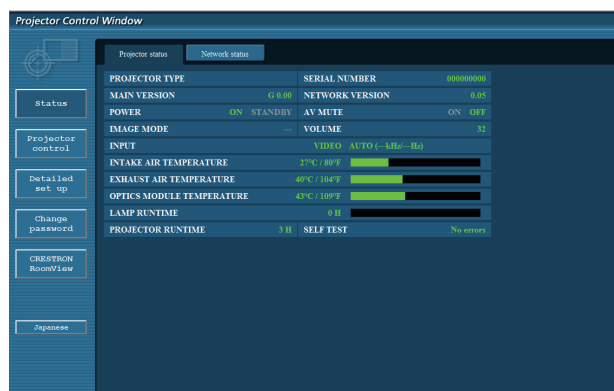 Projector Control Window
Projector status
Network status
PROJECTOR TYPE
SERIAL NUMBER 000000000
MAIN VERSION G 0.00
NETWORK VERSION 0.05
POWER ON STANDBY
AV MUTE ON OFF
IMAGE MODE ---
VOLUME 32
INPUT VIDEO AUTO (---kHz/---Hz)
INTAKE AIR TEMPERATURE 27°C / 80°F
EXHAUST AIR TEMPERATURE 40°C / 104°F
OPTICS MODULE TEMPERATURE 43°C / 109°F
LAMP RUNTIME 0 H
PROJECTOR RUNTIME 3 H
SELF TEST No errors
Status
Projector
control
Detailed
set up
Change
password
CRESTRON
RoomView
Japanese